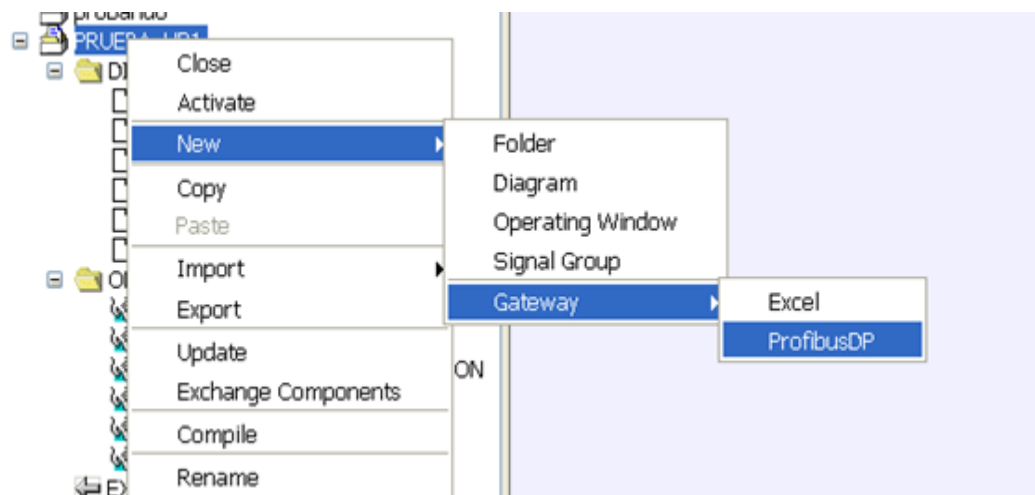 probando
Close
Activate
New
Copy
Paste
Import
Export
Update
Exchange Components
Compile
Rename
Folder
Diagram
Operating Window
Signal Group
Gateway
Excel
ProfibusDP
ON